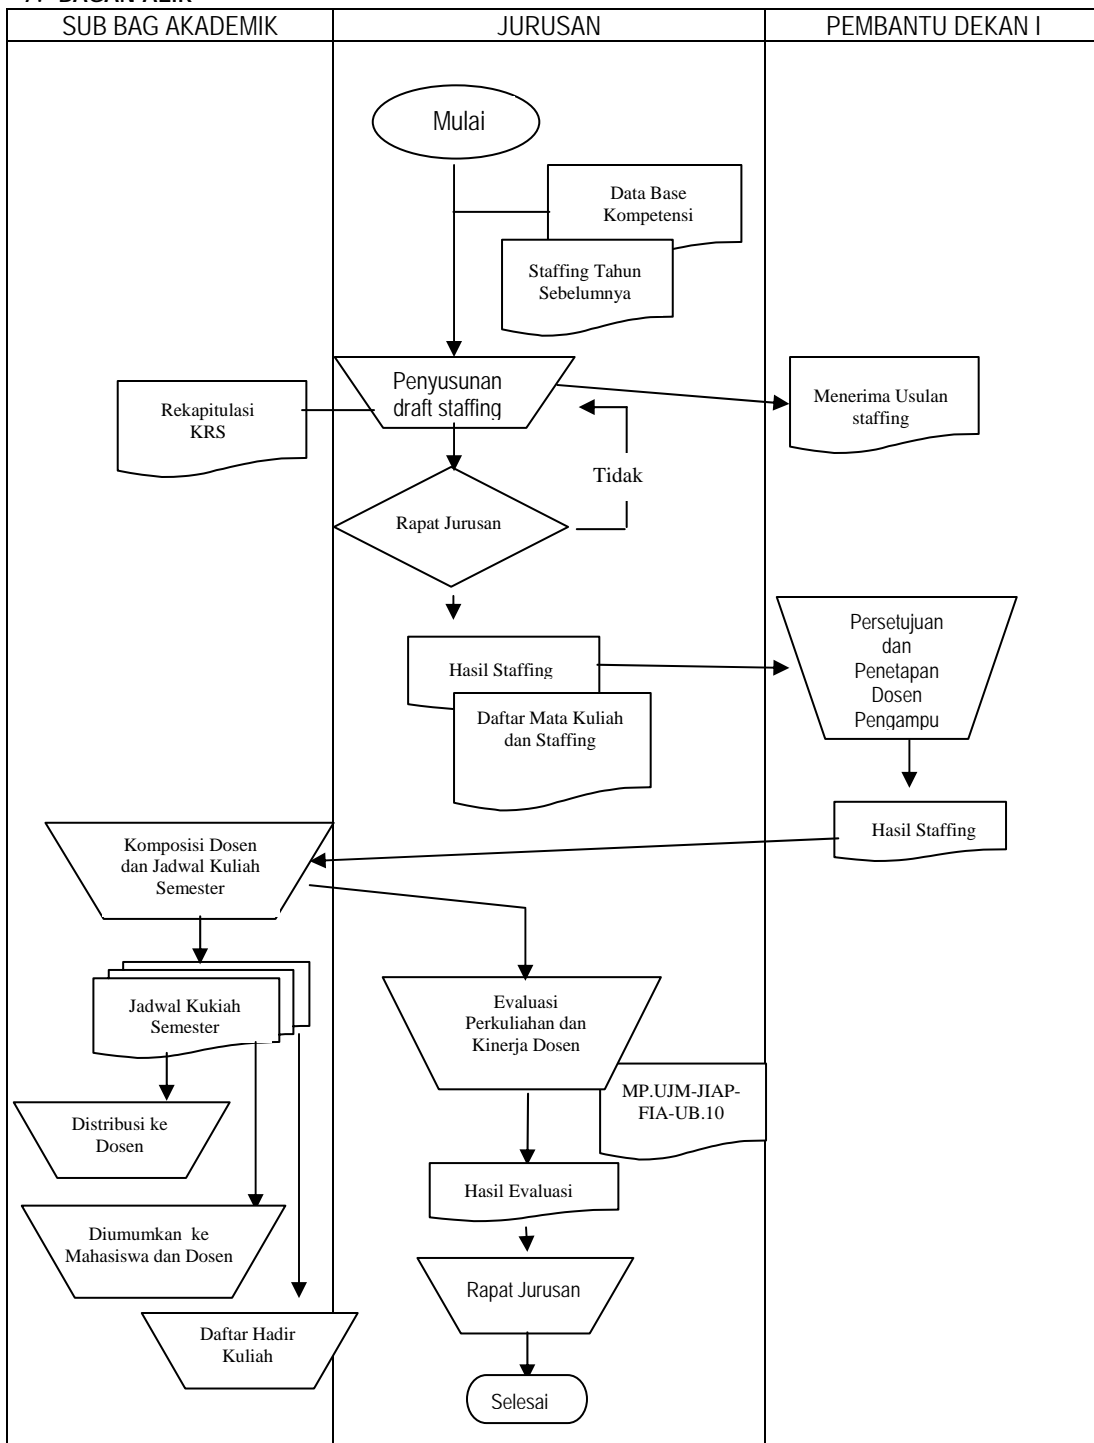 SUB BAG AKADEMIK
JURUSAN
PEMBANTU DEKAN I
Mulai
Data Base
Kompetensi
Staffing Tahun
Sebelumnya
Penyusunan
draft staffing
Rekapitulasi
KRS
Menerima Usulan
staffing
Tidak
Rapat Jurusan
Persetujuan
dan
Penetapan
Dosen
Pengampu
Hasil Staffing
Daftar Mata Kuliah
dan Staffing
Hasil Staffing
Komposisi Dosen
dan Jadwal Kuliah
Semester
Jadwal Kukiah
Semester
Evaluasi
Perkuliahan dan
Kinerja Dosen
MP.UJM-JIAP-
FIA-UB.10
Distribusi ke
Dosen
Hasil Evaluasi
Diumumkan ke
Mahasiswa dan Dosen
Rapat Jurusan
Daftar Hadir
Kuliah
Selesai